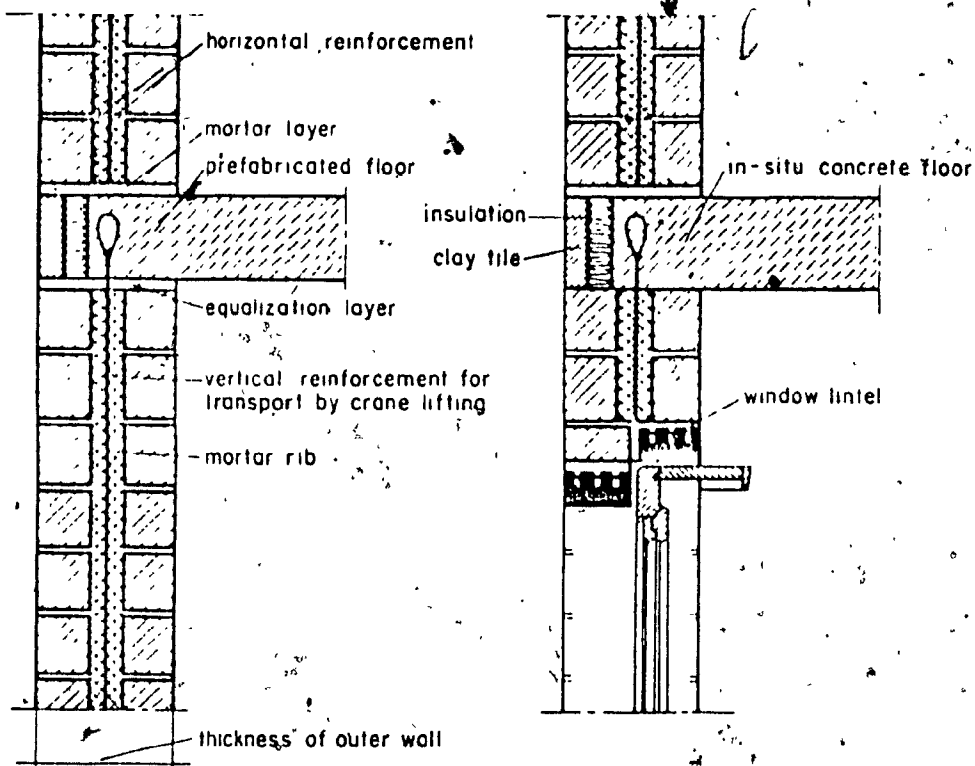 horizontal reinforcement
mortar layer
prefabricated floor
equalization layer
vertical reinforcement for
transport by crane lifting
mortar rib
thickness of outer wall
in-situ concrete floor
insulation
clay tile
window lintel